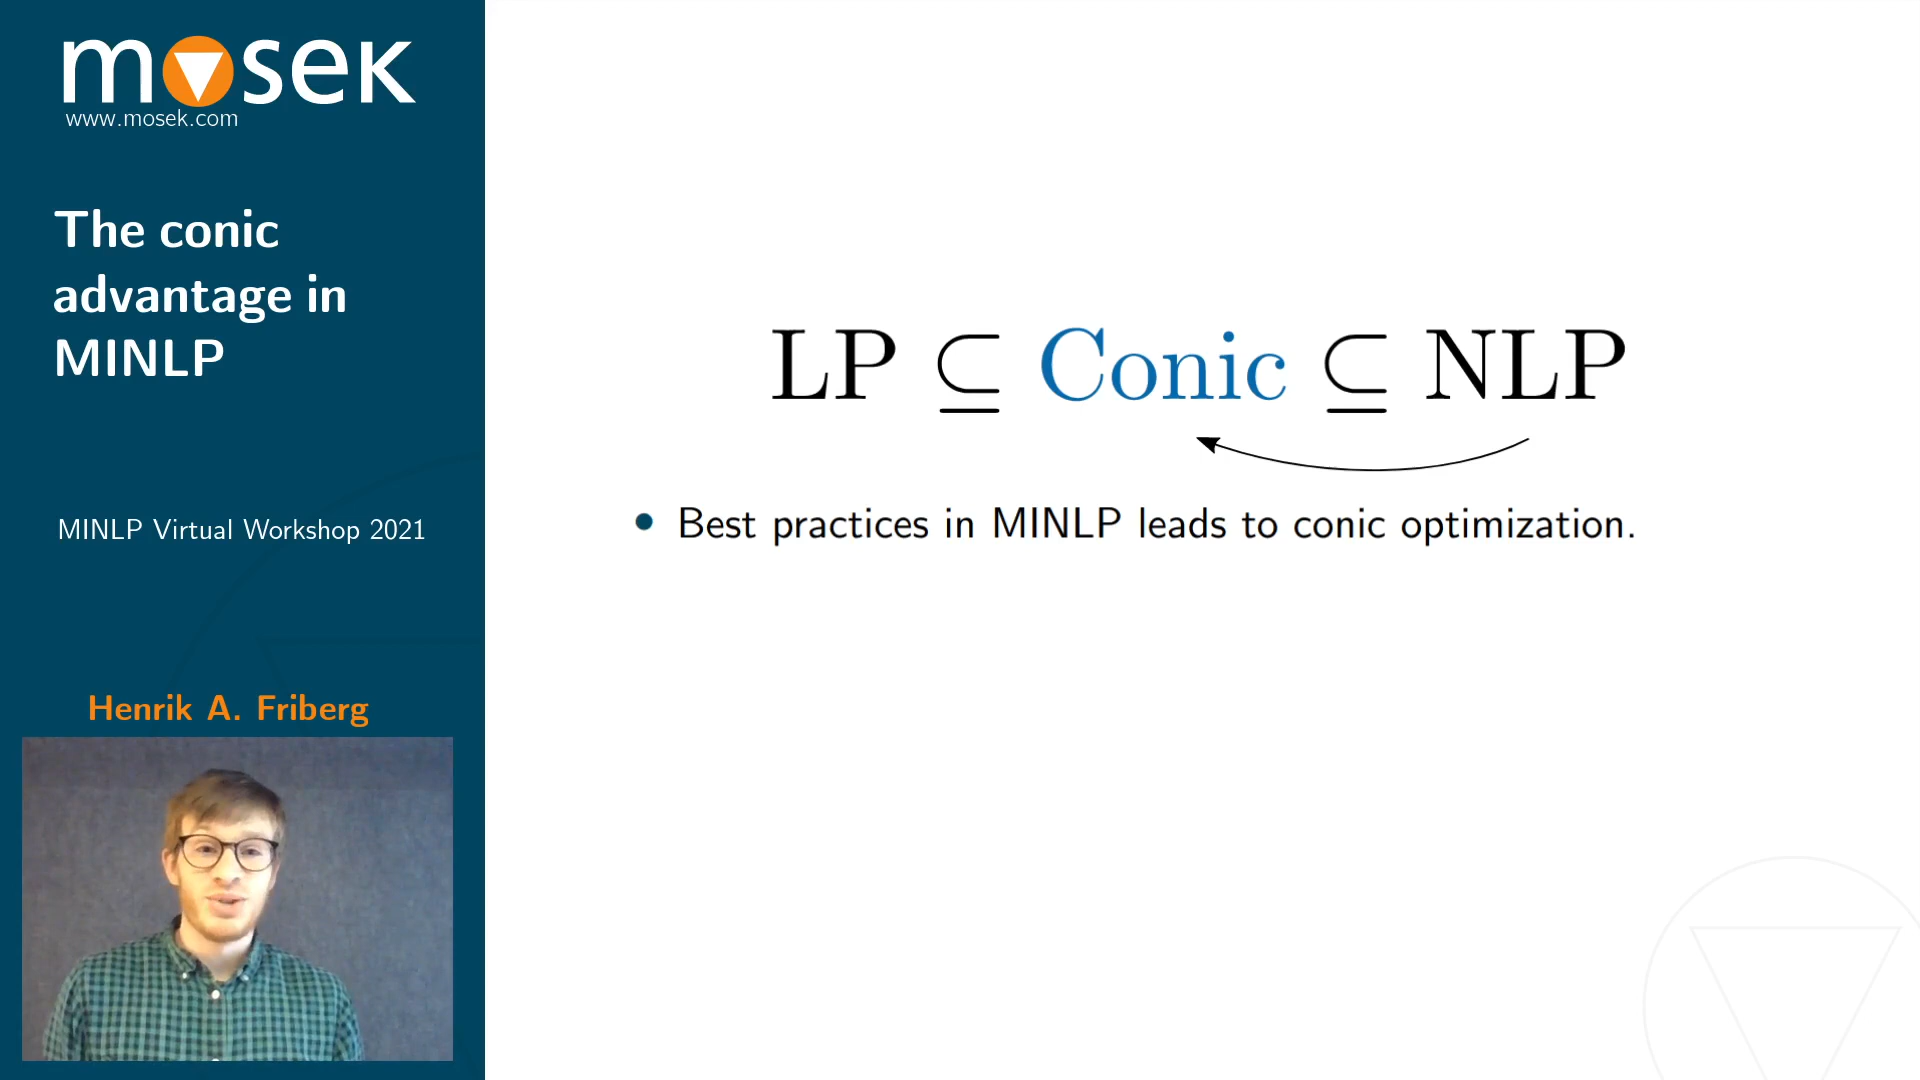 mosek
www.mosek.com
The conic
advantage in
MINLP
MINLP Virtual Workshop 2021
Henrik A. Friberg
LP ⊆ Conic ⊆ NLP
• Best practices in MINLP leads to conic optimization.